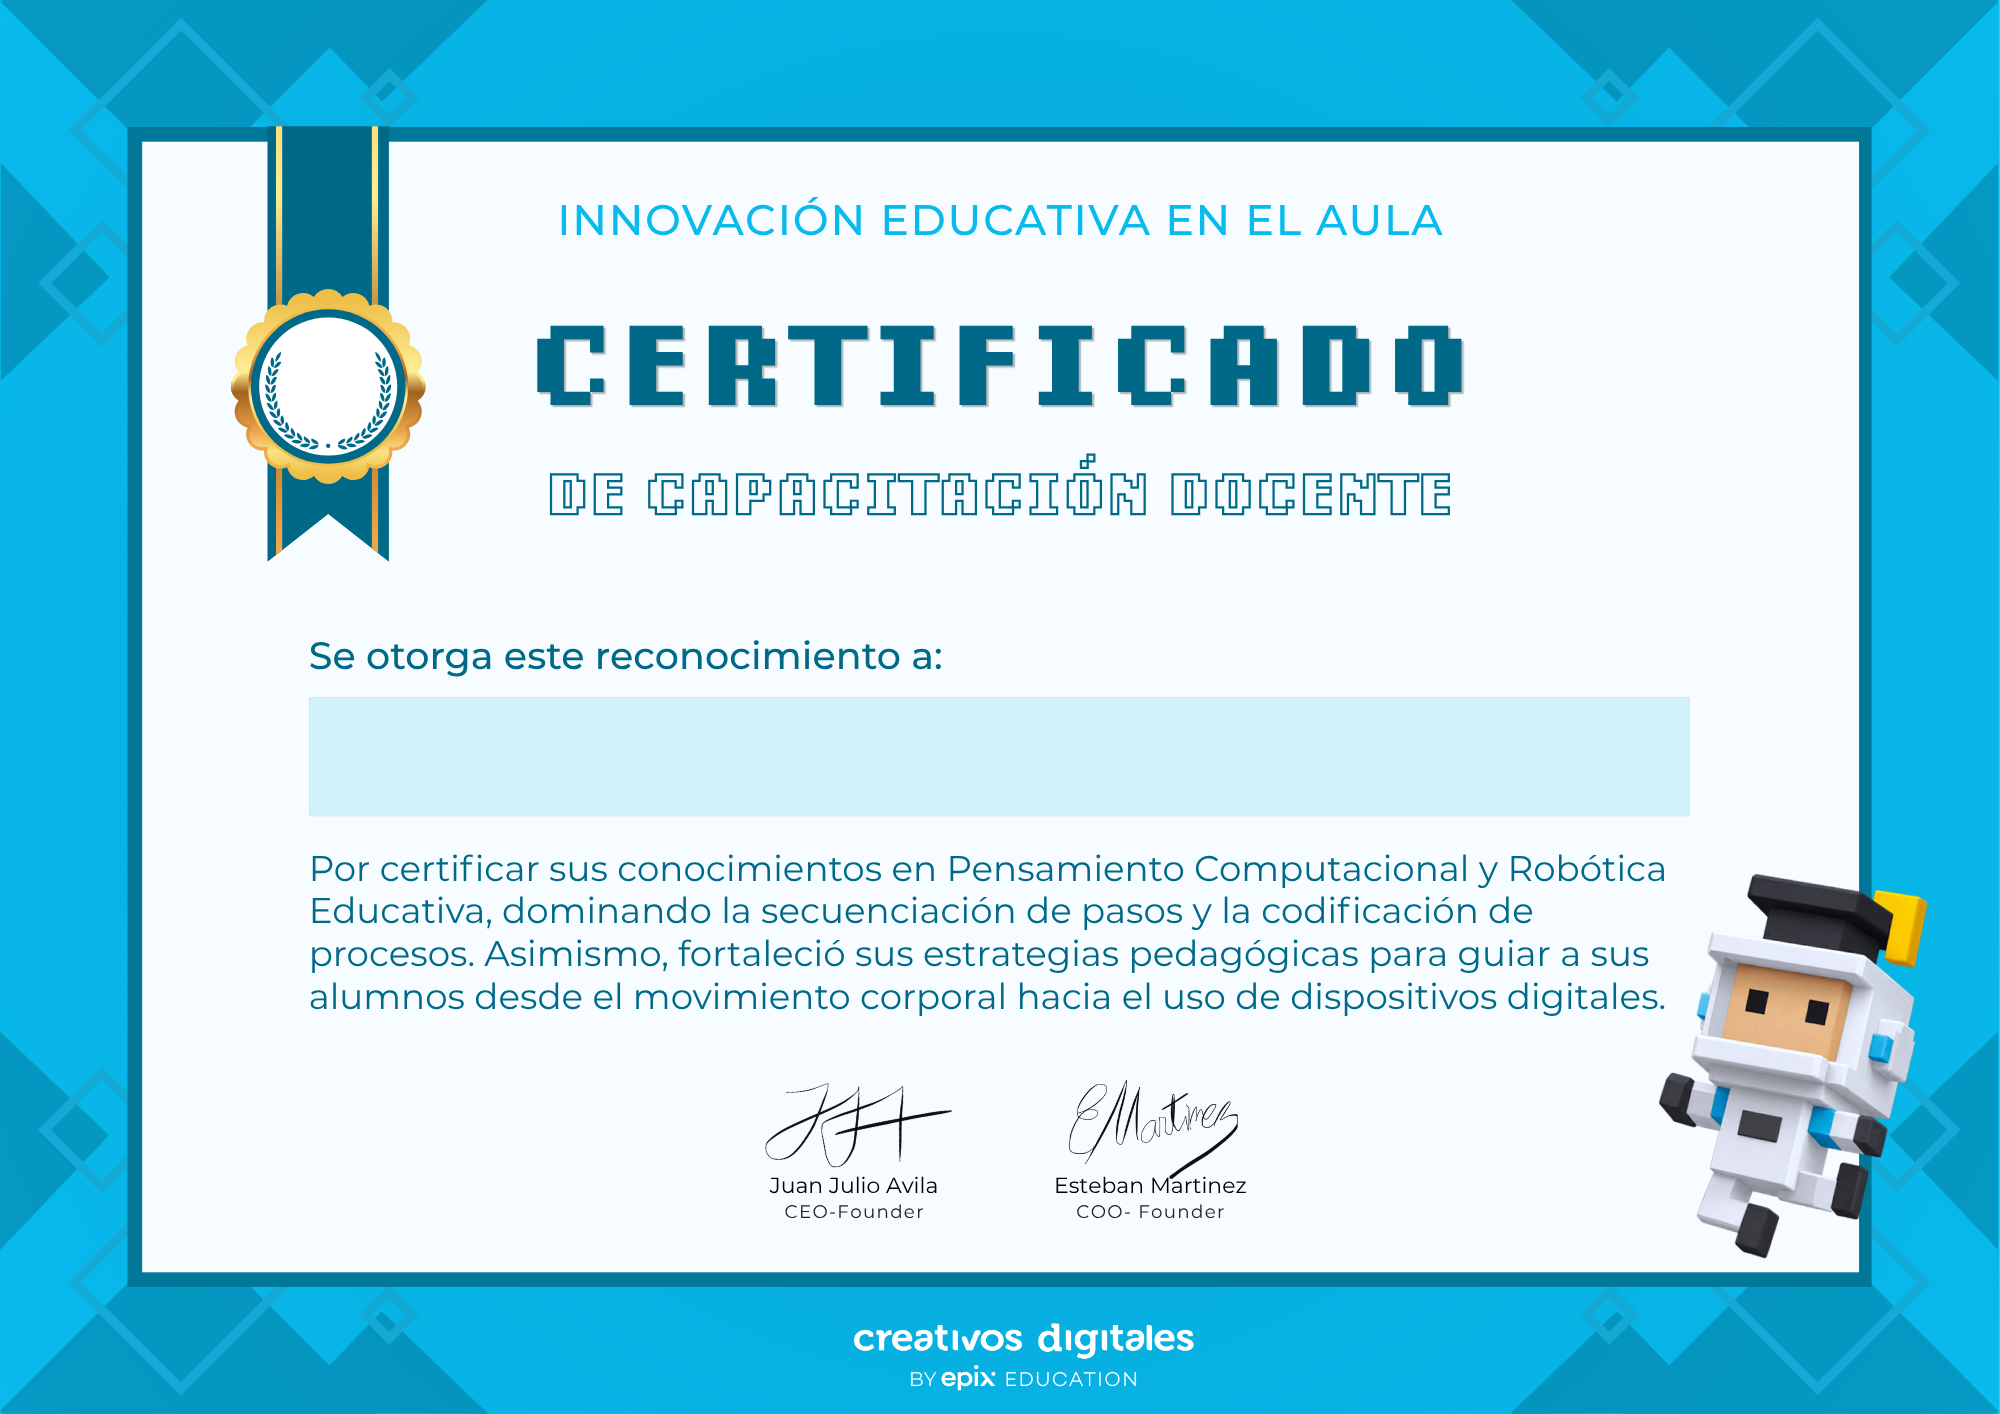 INNOVACIÓN EDUCATIVA EN EL AULA
CERTIFICADO
DE CAPACITACIÓN DOCENTE
Se otorga este reconocimiento a:
Por certificar sus conocimientos en Pensamiento Computacional y Robótica
Educativa, dominando la secuenciación de pasos y la codificación de
procesos. Asimismo, fortaleció sus estrategias pedagógicas para guiar a sus
alumnos desde el movimiento corporal hacia el uso de dispositivos digitales.
JJA EMartinez
Juan Julio Avila Esteban Martinez
CEO-Founder COO- Founder
creativos digitales
BY epix EDUCATION